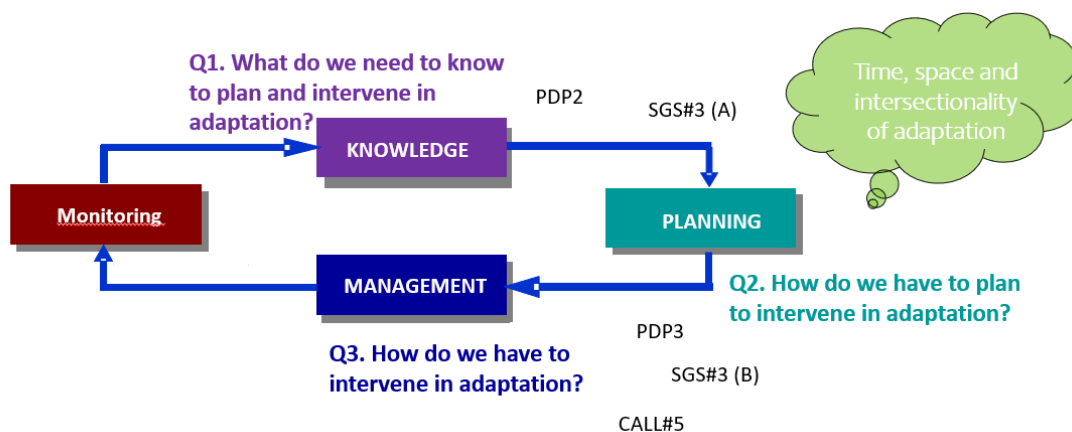 Q1. What do we need to know
to plan and intervene in
adaptation?
PDP2
SGS#3 (A)
Time, space and
intersectionality
of adaptation
KNOWLEDGE
Monitoring
PLANNING
MANAGEMENT
Q2. How do we have to plan
to intervene in adaptation?
PDP3
Q3. How do we have to
intervene in adaptation?
SGS#3 (B)
CALL#5